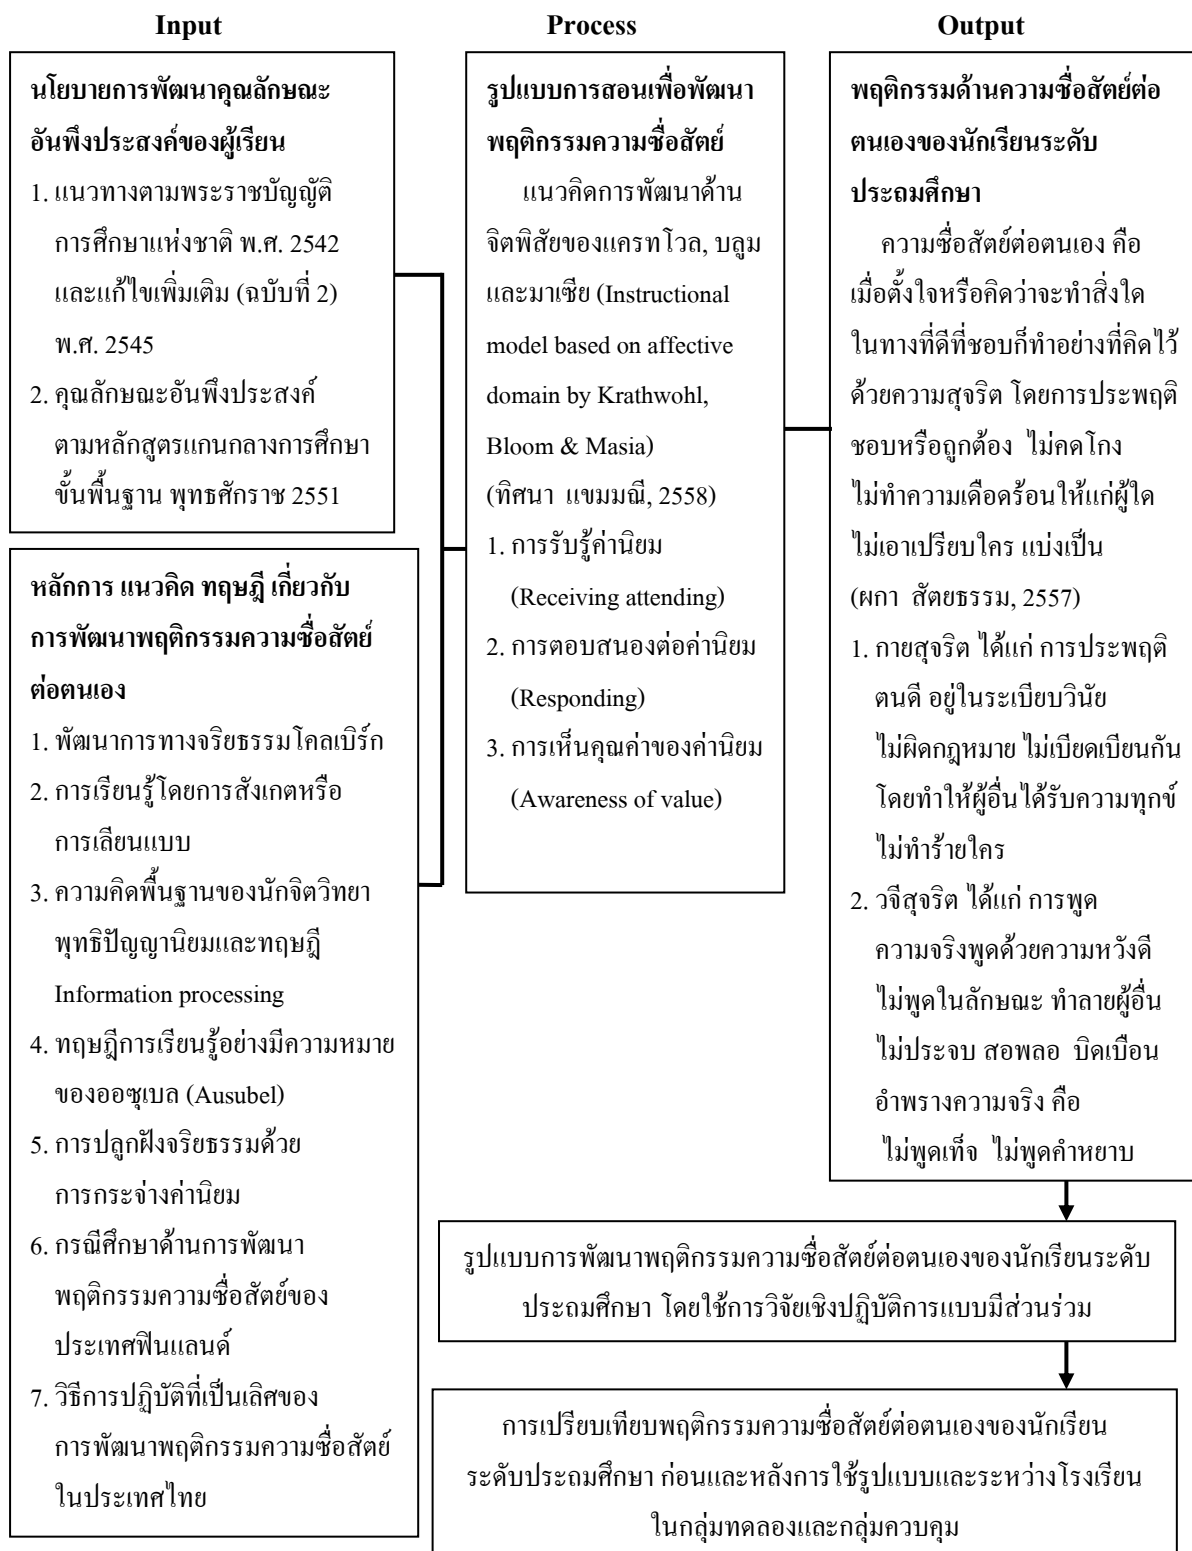 Input
นโยบายการพัฒนาคุณลักษณะ
อันพึงประสงค์ของผู้เรียน
1. แนวทางตามพระราชบัญญัติ
การศึกษาแห่งชาติ พ.ศ. 2542
และแก้ไขเพิ่มเติม (ฉบับที่ 2)
พ.ศ. 2545
2. คุณลักษณะอันพึงประสงค์
ตามหลักสูตรแกนกลางการศึกษา
ขั้นพื้นฐาน พุทธศักราช 2551
หลักการ แนวคิด ทฤษฎี เกี่ยวกับ
การพัฒนาพฤติกรรมความซื่อสัตย์
ต่อตนเอง
1. พัฒนาการทางจริยธรรมโคลเบิร์ก
2. การเรียนรู้โดยการสังเกตหรือ
การเลียนแบบ
3. ความคิดพื้นฐานของนักจิตวิทยา
พุทธิปัญญานิยมและทฤษฎี
Information processing
4. ทฤษฎีการเรียนรู้อย่างมีความหมาย
ของออซุเบล (Ausubel)
5. การปลูกฝังจริยธรรมด้วย
การกระจ่างค่านิยม
6. กรณีศึกษาด้านการพัฒนา
พฤติกรรมความซื่อสัตย์ของ
ประเทศฟินแลนด์
7. วิธีการปฏิบัติที่เป็นเลิศของ
การพัฒนาพฤติกรรมความซื่อสัตย์
ในประเทศไทย
Process
รูปแบบการสอนเพื่อพัฒนา
พฤติกรรมความซื่อสัตย์
แนวคิดการพัฒนาด้าน
จิตพิสัยของแครทโวล, บลูม
และมาเซีย (Instructional
model based on affective
domain by Krathwohl,
Bloom & Masia)
(ทิศนา แขมมณี, 2558)
1. การรับรู้ค่านิยม
(Receiving attending)
2. การตอบสนองต่อค่านิยม
(Responding)
3. การเห็นคุณค่าของค่านิยม
(Awareness of value)
Output
พฤติกรรมด้านความซื่อสัตย์ต่อ
ตนเองของนักเรียนระดับ
ประถมศึกษา
ความซื่อสัตย์ต่อตนเอง คือ
เมื่อตั้งใจหรือคิดว่าจะทำสิ่งใด
ในทางที่ดีที่ชอบก็ทำอย่างที่คิดไว้
ด้วยความสุจริต โดยการประพฤติ
ชอบหรือถูกต้อง ไม่คดโกง
ไม่ทำความเดือดร้อนให้แก่ผู้ใด
ไม่เอาเปรียบใคร แบ่งเป็น
(ผกา สัตยธรรม, 2557)
1. กายสุจริต ได้แก่ การประพฤติ
ตนดี อยู่ในระเบียบวินัย
ไม่ผิดกฎหมาย ไม่เบียดเบียนกัน
โดยทำให้ผู้อื่นได้รับความทุกข์
ไม่ทำร้ายใคร
2. วจีสุจริต ได้แก่ การพูด
ความจริงพูดด้วยความหวังดี
ไม่พูดในลักษณะ ทำลายผู้อื่น
ไม่ประจบ สอพลอ บิดเบือน
อำพรางความจริง คือ
ไม่พูดเท็จ ไม่พูดคำหยาบ
รูปแบบการพัฒนาพฤติกรรมความซื่อสัตย์ต่อตนเองของนักเรียนระดับ
ประถมศึกษา โดยใช้การวิจัยเชิงปฏิบัติการแบบมีส่วนร่วม
การเปรียบเทียบพฤติกรรมความซื่อสัตย์ต่อตนเองของนักเรียน
ระดับประถมศึกษา ก่อนและหลังการใช้รูปแบบและระหว่างโรงเรียน
ในกลุ่มทดลองและกลุ่มควบคุม